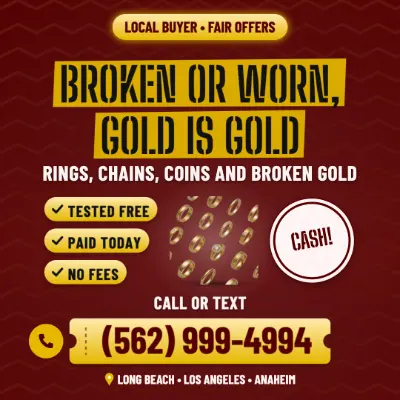 LOCAL BUYER • FAIR OFFERS
BROKEN OR WORN,
GOLD IS GOLD
RINGS, CHAINS, COINS AND BROKEN GOLD
TESTED FREE
PAID TODAY
NO FEES
CASH!
CALL OR TEXT
(562) 999-4994
LONG BEACH • LOS ANGELES • ANAHEIM